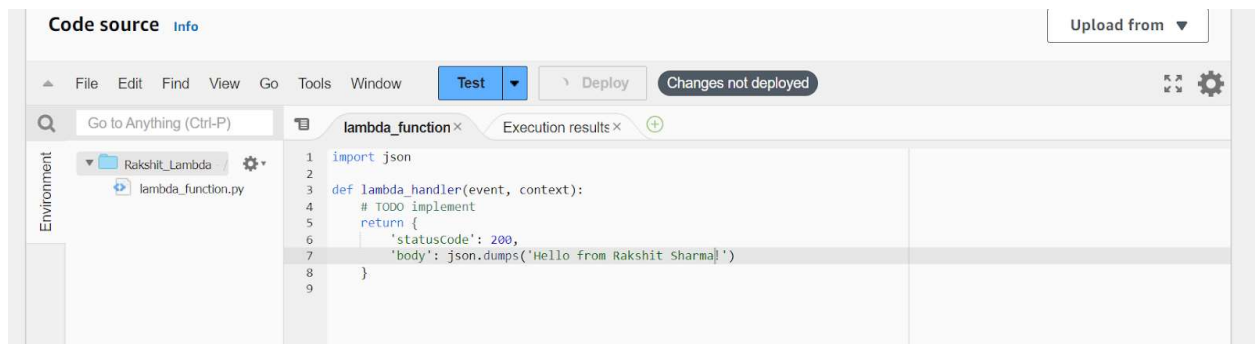 Code source Info
Upload from
File Edit Find View Go Tools Window Test Deploy Changes not deployed
Go to Anything (Ctrl-P)
lambda_function × Execution results ×
Environment
Rakshit_Lambda /
lambda_function.py
1 import json
2
3 def lambda_handler(event, context):
4 # TODO implement
5 return {
6 'statusCode': 200,
7 'body': json.dumps('Hello from Rakshit Sharma!')
8 }
9